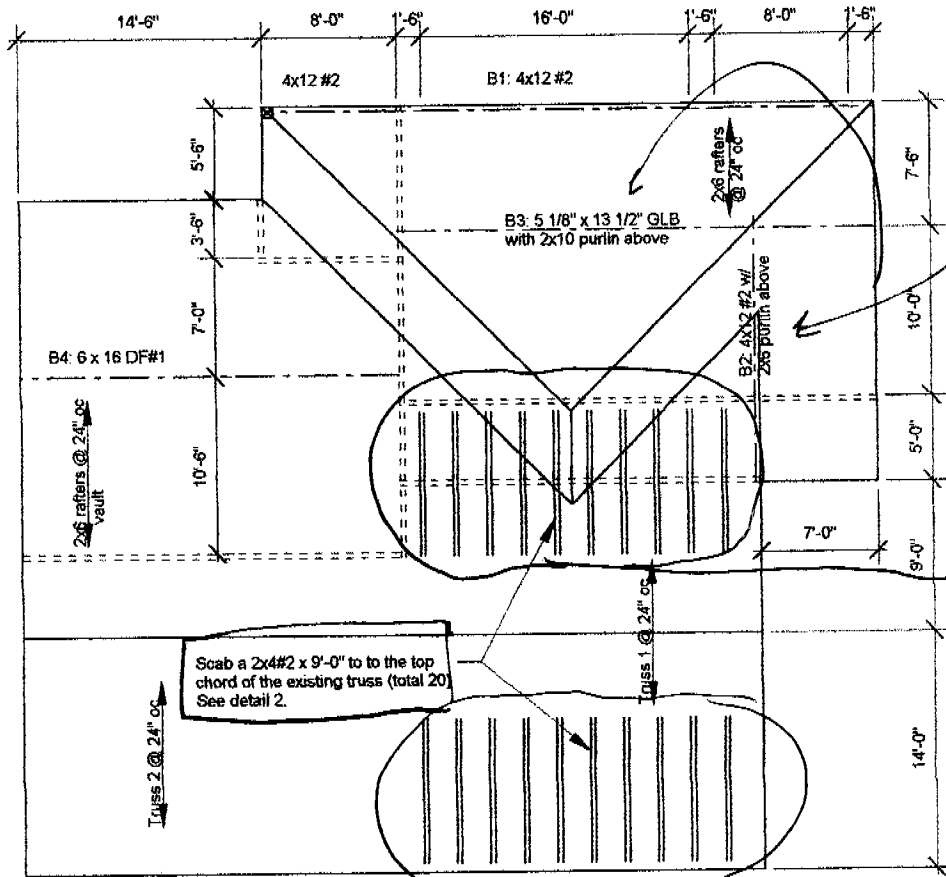 14'-6" 8'-0" 1'-6" 16'-0" 1'-6" 8'-0" 1'-6"
4x12 #2
B1: 4x12 #2
5'-6"
2x6 rafters
@ 24" oc
7'-6"
B3: 5 1/8" x 13 1/2" GLB
with 2x10 purlin above
3'-6"
B2: 4x12 #2 w/
2x6 purlin above
10'-0"
7'-0"
B4: 6 x 16 DF#1
2x6 rafters @ 24" oc
vault
10'-6"
5'-0"
7'-0"
9'-0"
Truss 1 @ 24" oc
Scab a 2x4#2 x 9'-0" to to the top
chord of the existing truss (total 20)
See detail 2.
Truss 2 @ 24" oc
14'-0"